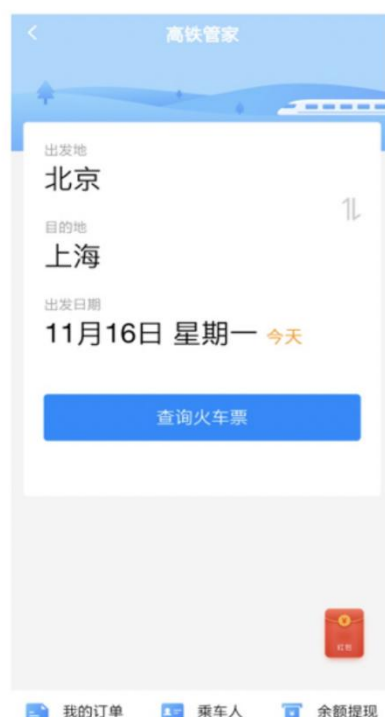 高铁管家
出发地
北京
目的地
上海
出发日期
11月16日 星期一 今天
查询火车票
红包
我的订单 乘车人 余额提现